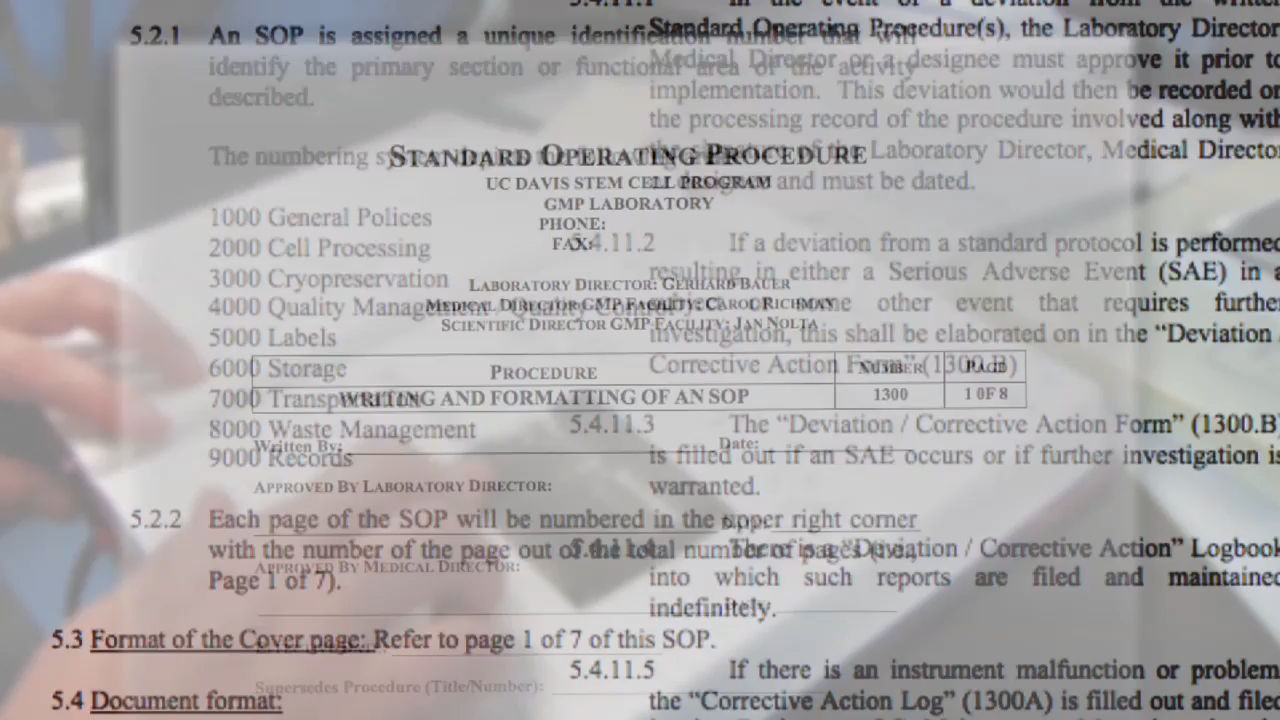 5.2.1 An SOP is assigned a unique identification number that will
identify the primary section or functional area of the activity
described.
The numbering
1000 General Polices
2000 Cell Processing
3000 Cryopreservation
4000 Quality Management / Quality Control
5000 Labels
6000 Storage
7000 Transportation
8000 Waste Management
9000 Records
5.2.2 Each page of the SOP will be numbered in the upper right corner
with the number of the page out of the total number of pages (i.e.,
Page 1 of 7).
5.3 Format of the Cover page: Refer to page 1 of 7 of this SOP.
5.4 Document format:
STANDARD OPERATING PROCEDURE
UC DAVIS STEM CELL PROGRAM
GMP LABORATORY
PHONE:
FAX:
LABORATORY DIRECTOR: GERHARD BAUER
MEDICAL DIRECTOR GMP FACILITY: CAROL RICHMAN
SCIENTIFIC DIRECTOR GMP FACILITY: JAN NOLTA
PROCEDURE NUMBER PAGE
WRITING AND FORMATTING OF AN SOP 1300 1 0F 8
Written By: Date:
APPROVED BY LABORATORY DIRECTOR:
APPROVED BY MEDICAL DIRECTOR:
Supersedes Procedure (Title/Number):
5.4.11.1 In the event of a deviation from the written
Standard Operating Procedure(s), the Laboratory Director
Medical Director or a designee must approve it prior to
implementation. This deviation would then be recorded on
the processing record of the procedure involved along with
the signature of the Laboratory Director, Medical Director
and must be dated.
5.4.11.2 If a deviation from a standard protocol is performed
resulting in either a Serious Adverse Event (SAE) in a
some other event that requires further
investigation, this shall be elaborated on in the “Deviation /
Corrective Action Form” (1300.B)
5.4.11.3 The “Deviation / Corrective Action Form” (1300.B)
is filled out if an SAE occurs or if further investigation is
warranted.
5.4.11.4 There is a “Deviation / Corrective Action” Logbook
into which such reports are filed and maintained
indefinitely.
5.4.11.5 If there is an instrument malfunction or problem,
the “Corrective Action Log” (1300A) is filled out and filed